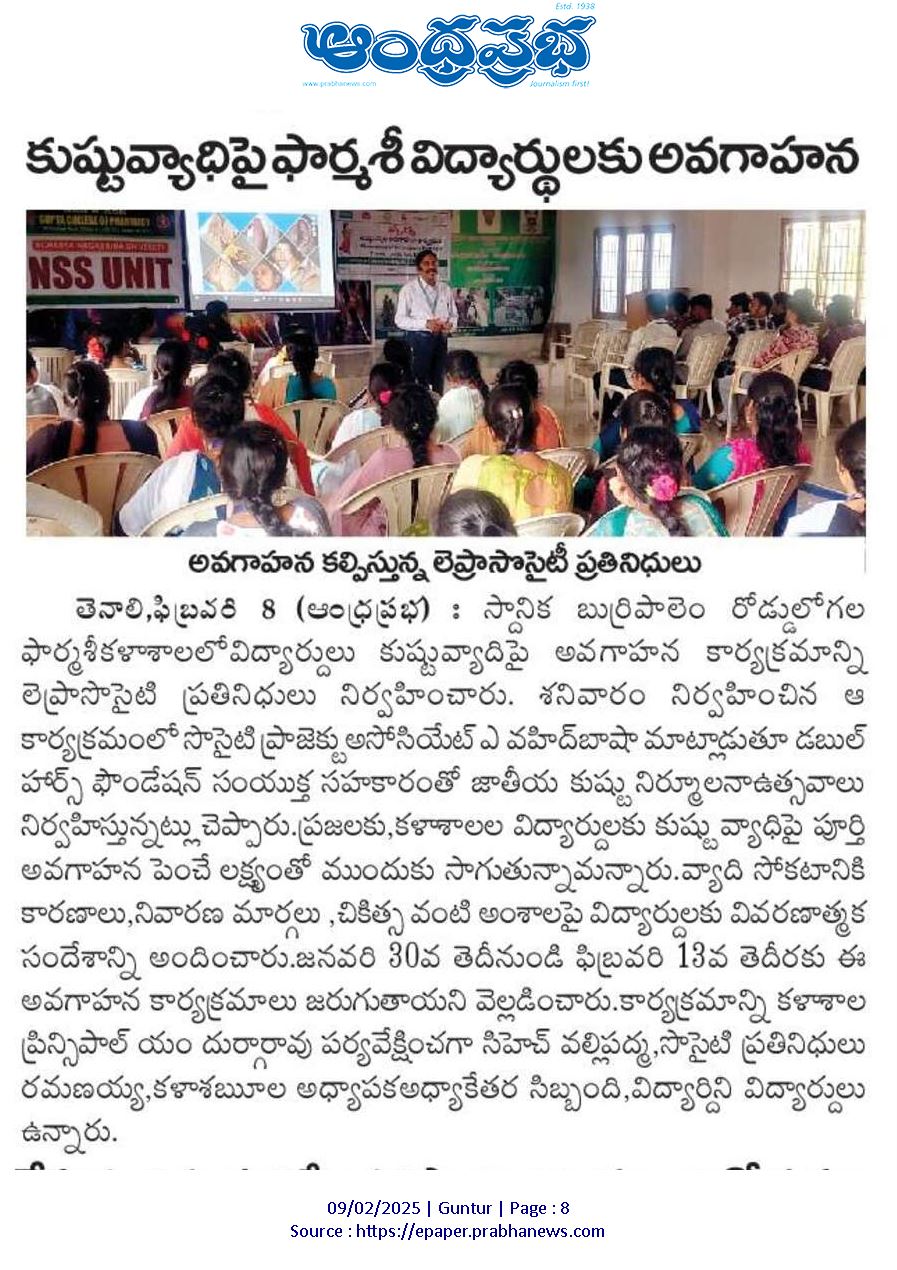 Estd. 1938
ఆంధ్రప్రభ
www.prabhanews.com
Journalism first!
కుష్టువ్యాధిపై ఫార్మశీ విద్యార్థులకు అవగాహన
GUPTA COLLEGE OF PHARMACY
NSS UNIT
అవగాహన కల్పిస్తున్న లెప్రాసొసైటీ ప్రతినిధులు
తెనాలి,ఫిబ్రవరి 8 (ఆంధ్రప్రభ) : స్దానిక బుర్రిపాలెం రోడ్డులోగల
ఫార్మశీకళాశాలలోవిద్యార్దులు కుష్టువ్యాదిపై అవగాహన కార్యక్రమాన్ని
లెప్రాసొసైటి ప్రతినిధులు నిర్వహించారు. శనివారం నిర్వహించిన ఆ
కార్యక్రమంలో సొసైటి ప్రాజెక్టు అసోసియేట్ ఎ వహిద్‌బాషా మాట్లాడుతూ డబుల్
హార్స్ ఫౌండేషన్ సంయుక్త సహకారంతో జాతీయ కుష్టు నిర్మూలనాఉత్సవాలు
నిర్వహిస్తున్నట్లు చెప్పారు.ప్రజలకు,కళాశాలల విద్యార్దులకు కుష్టు వ్యాధిపై పూర్తి
అవగాహన పెంచే లక్ష్యంతో ముందుకు సాగుతున్నామన్నారు.వ్యాది సోకటానికి
కారణాలు,నివారణ మార్గలు ,చికిత్స వంటి అంశాలపై విద్యార్దులకు వివరణాత్మక
సందేశాన్ని అందించారు.జనవరి 30వ తెదీనుండి ఫిబ్రవరి 13వ తెదీరకు ఈ
అవగాహన కార్యక్రమాలు జరుగుతాయని వెల్లడించారు.కార్యక్రమాన్ని కళాశాల
ప్రిన్సిపాల్ యం దుర్గారావు పర్యవేక్షించగా సిహెచ్ వల్లిపద్మ,సొసైటి ప్రతినిధులు
రమణయ్య,కళాశబూల అధ్యాపకఅధ్యాకేతర సిబ్బంది,విద్యార్దిని విద్యార్దులు
ఉన్నారు.
09/02/2025 | Guntur | Page : 8
Source : https://epaper.prabhanews.com